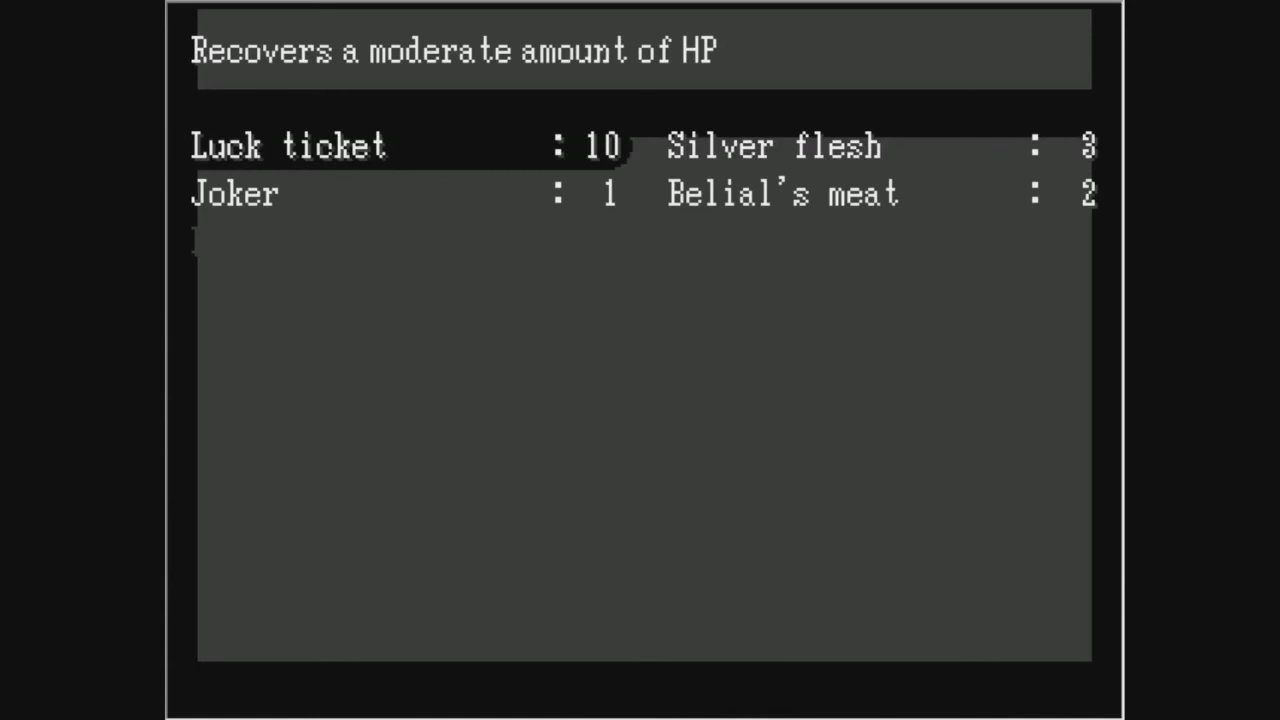 Recovers a moderate amount of HP
Luck ticket : 10 Silver flesh : 3
Joker : 1 Belial's meat : 2